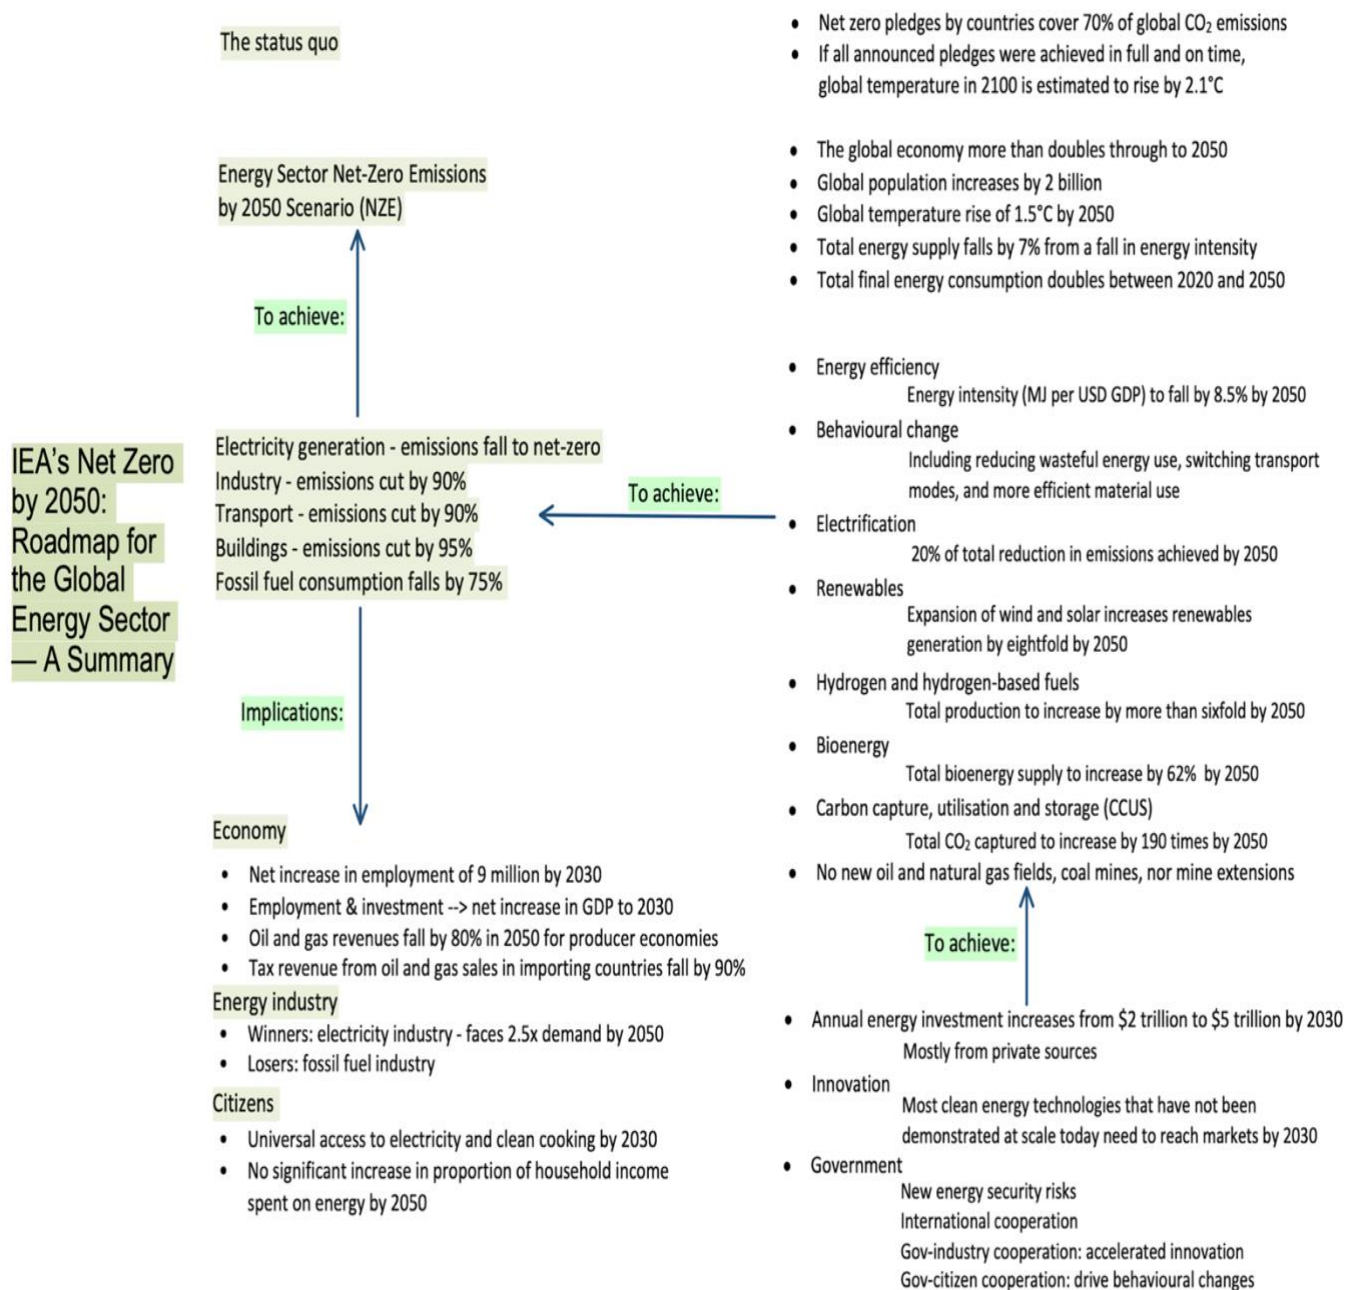 The status quo
• Net zero pledges by countries cover 70% of global CO₂ emissions
• If all announced pledges were achieved in full and on time,
global temperature in 2100 is estimated to rise by 2.1°C
Energy Sector Net-Zero Emissions
by 2050 Scenario (NZE)
• The global economy more than doubles through to 2050
• Global population increases by 2 billion
• Global temperature rise of 1.5°C by 2050
• Total energy supply falls by 7% from a fall in energy intensity
• Total final energy consumption doubles between 2020 and 2050
To achieve:
IEA's Net Zero
by 2050:
Roadmap for
the Global
Energy Sector
— A Summary
Electricity generation - emissions fall to net-zero
Industry - emissions cut by 90%
Transport - emissions cut by 90%
Buildings - emissions cut by 95%
Fossil fuel consumption falls by 75%
To achieve:
• Energy efficiency
Energy intensity (MJ per USD GDP) to fall by 8.5% by 2050
• Behavioural change
Including reducing wasteful energy use, switching transport
modes, and more efficient material use
• Electrification
20% of total reduction in emissions achieved by 2050
• Renewables
Expansion of wind and solar increases renewables
generation by eightfold by 2050
• Hydrogen and hydrogen-based fuels
Total production to increase by more than sixfold by 2050
• Bioenergy
Total bioenergy supply to increase by 62% by 2050
• Carbon capture, utilisation and storage (CCUS)
Total CO₂ captured to increase by 190 times by 2050
• No new oil and natural gas fields, coal mines, nor mine extensions
Implications:
Economy
• Net increase in employment of 9 million by 2030
• Employment & investment --> net increase in GDP to 2030
• Oil and gas revenues fall by 80% in 2050 for producer economies
• Tax revenue from oil and gas sales in importing countries fall by 90%
Energy industry
• Winners: electricity industry - faces 2.5x demand by 2050
• Losers: fossil fuel industry
Citizens
• Universal access to electricity and clean cooking by 2030
• No significant increase in proportion of household income
spent on energy by 2050
To achieve:
• Annual energy investment increases from $2 trillion to $5 trillion by 2030
Mostly from private sources
• Innovation
Most clean energy technologies that have not been
demonstrated at scale today need to reach markets by 2030
• Government
New energy security risks
International cooperation
Gov-industry cooperation: accelerated innovation
Gov-citizen cooperation: drive behavioural changes